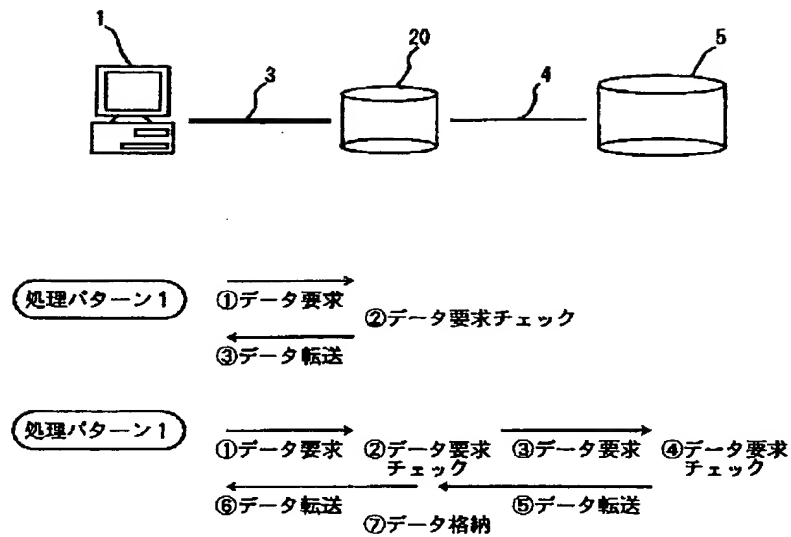 1
3
20
4
5
処理パターン1
①データ要求
②データ要求チェック
③データ転送
処理パターン1
①データ要求
②データ要求
チェック
③データ要求
④データ要求
チェック
⑥データ転送
⑤データ転送
⑦データ格納